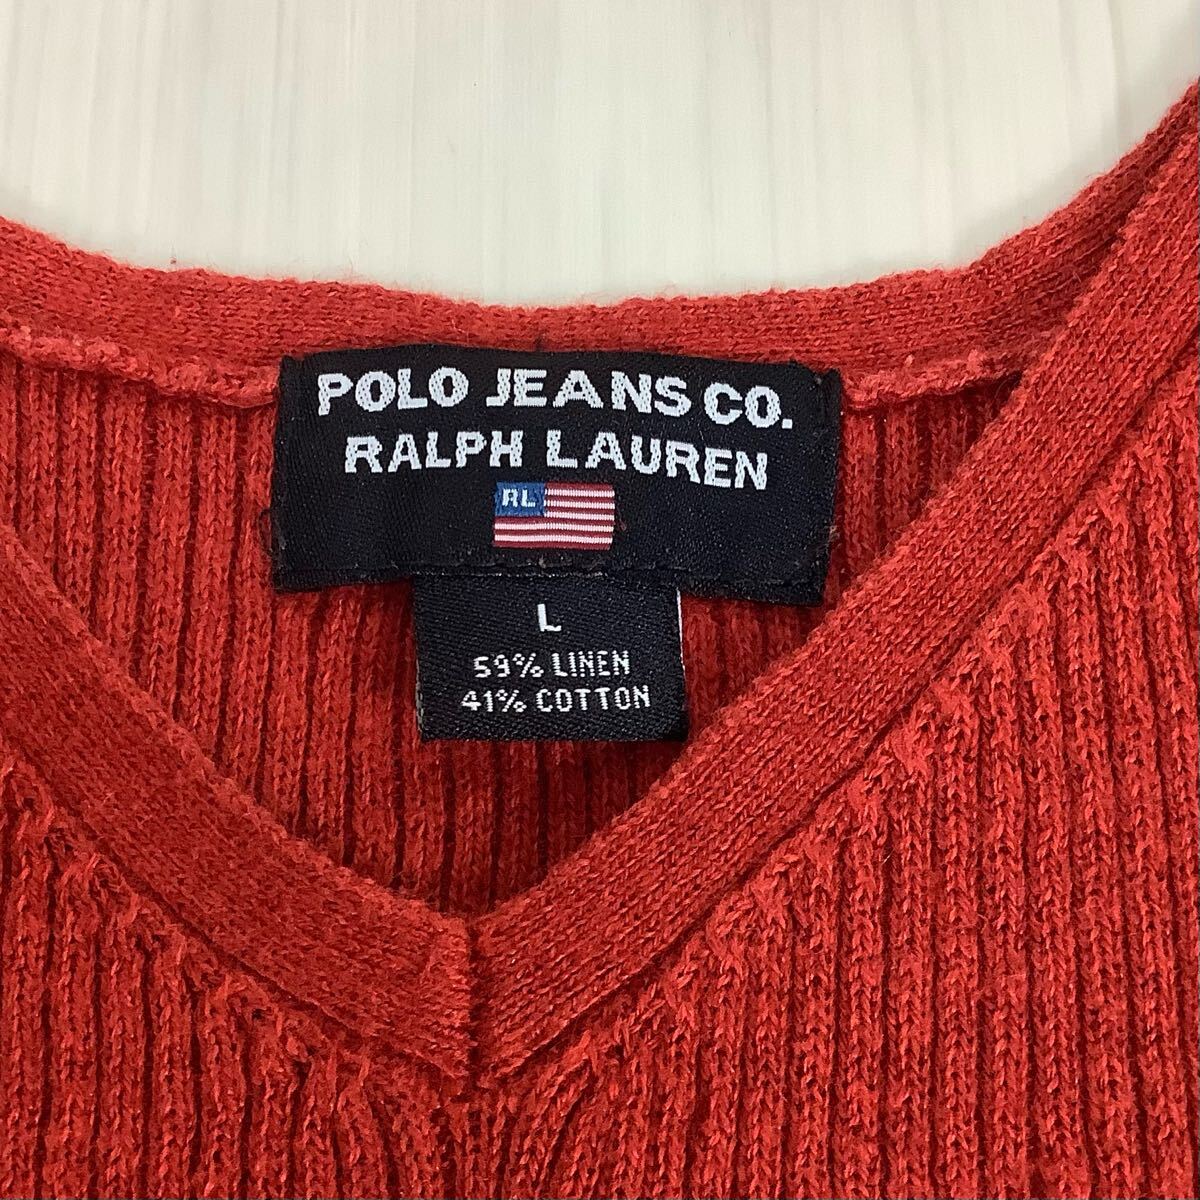 POLO JEANS CO.
RALPH LAUREN
RL
L
59% LINEN
41% COTTON